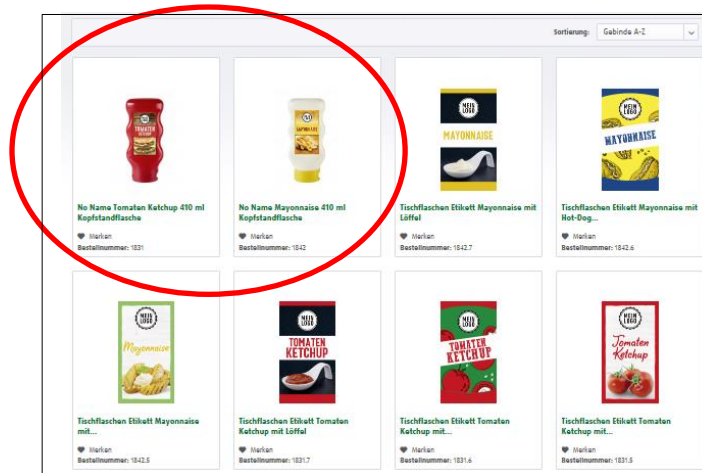 Sortierung: Gebinde A-Z
MEIN LOGO
TOMATEN
KETCHUP
MAYONNAISE
MEIN
LOGO
MAYONNAISE
MEIN
LOGO
MAYONNAISE
No Name Tomaten Ketchup 410 ml
Kopfstandflasche
Merken
Bestellnummer: 1831
No Name Mayonnaise 410 ml
Kopfstandflasche
Merken
Bestellnummer: 1842
Tischflaschen Etikett Mayonnaise mit
Löffel
Merken
Bestellnummer: 1842.7
Tischflaschen Etikett Mayonnaise mit
Hot-Dog...
Merken
Bestellnummer: 1842.6
MEIN
LOGO
Mayonnaise
MEIN
LOGO
TOMATEN
KETCHUP
MEIN
LOGO
TOMATEN
KETCHUP
MEIN
LOGO
Tomaten
Ketchup
Tischflaschen Etikett Mayonnaise
mit...
Merken
Bestellnummer: 1842.5
Tischflaschen Etikett Tomaten
Ketchup mit Löffel
Merken
Bestellnummer: 1831.7
Tischflaschen Etikett Tomaten
Ketchup mit...
Merken
Bestellnummer: 1831.6
Tischflaschen Etikett Tomaten
Ketchup mit...
Merken
Bestellnummer: 1831.5